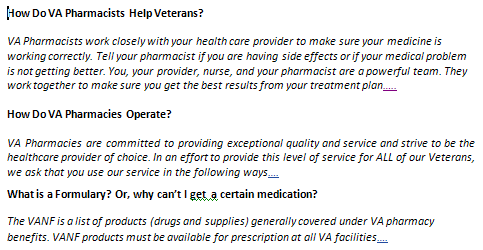 How Do VA Pharmacists Help Veterans?
VA Pharmacists work closely with your health care provider to make sure your medicine is
working correctly. Tell your pharmacist if you are having side effects or if your medical problem
is not getting better. You, your provider, nurse, and your pharmacist are a powerful team. They
work together to make sure you get the best results from your treatment plan.....
How Do VA Pharmacies Operate?
VA Pharmacies are committed to providing exceptional quality and service and strive to be the
healthcare provider of choice. In an effort to provide this level of service for ALL of our Veterans,
we ask that you use our service in the following ways....
What is a Formulary? Or, why can't I get a certain medication?
The VANF is a list of products (drugs and supplies) generally covered under VA pharmacy
benefits. VANF products must be available for prescription at all VA facilities....